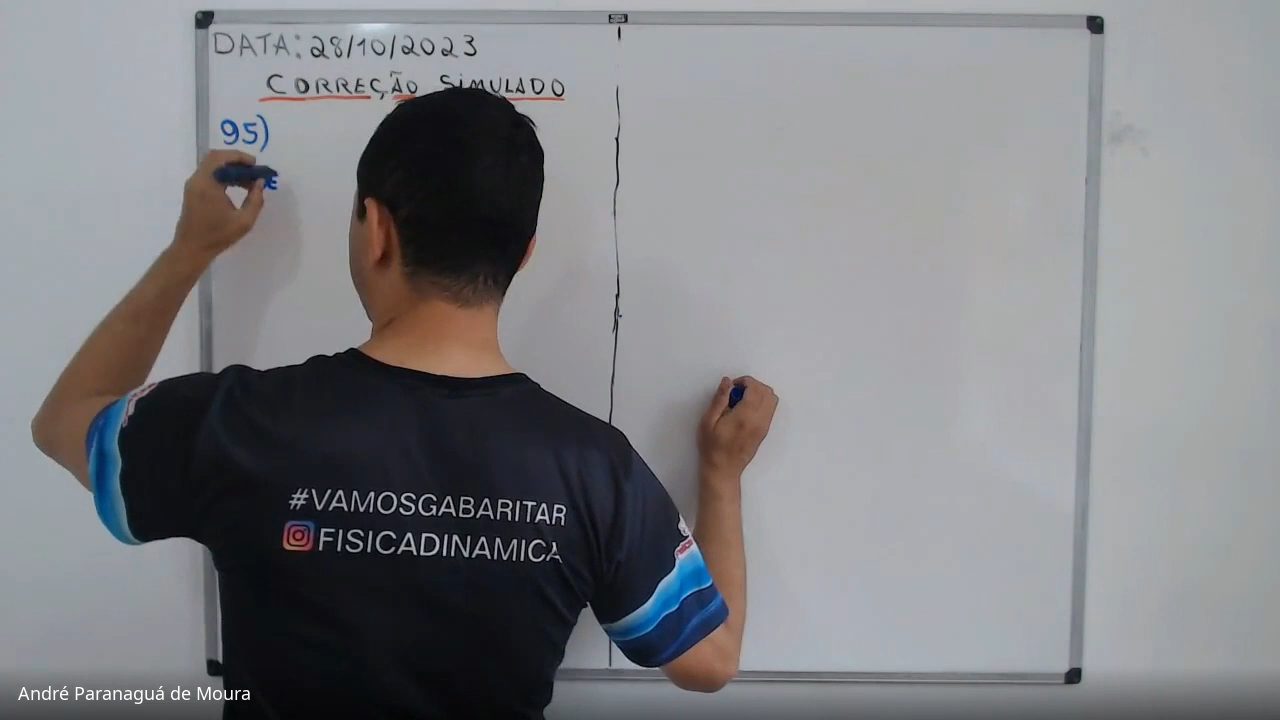 DATA: 28/10/2023
CORREÇÃO SIMULADO
95)
E
#VAMOSGABARITAR
FISICADINAMICA
André Paranaguá de Moura